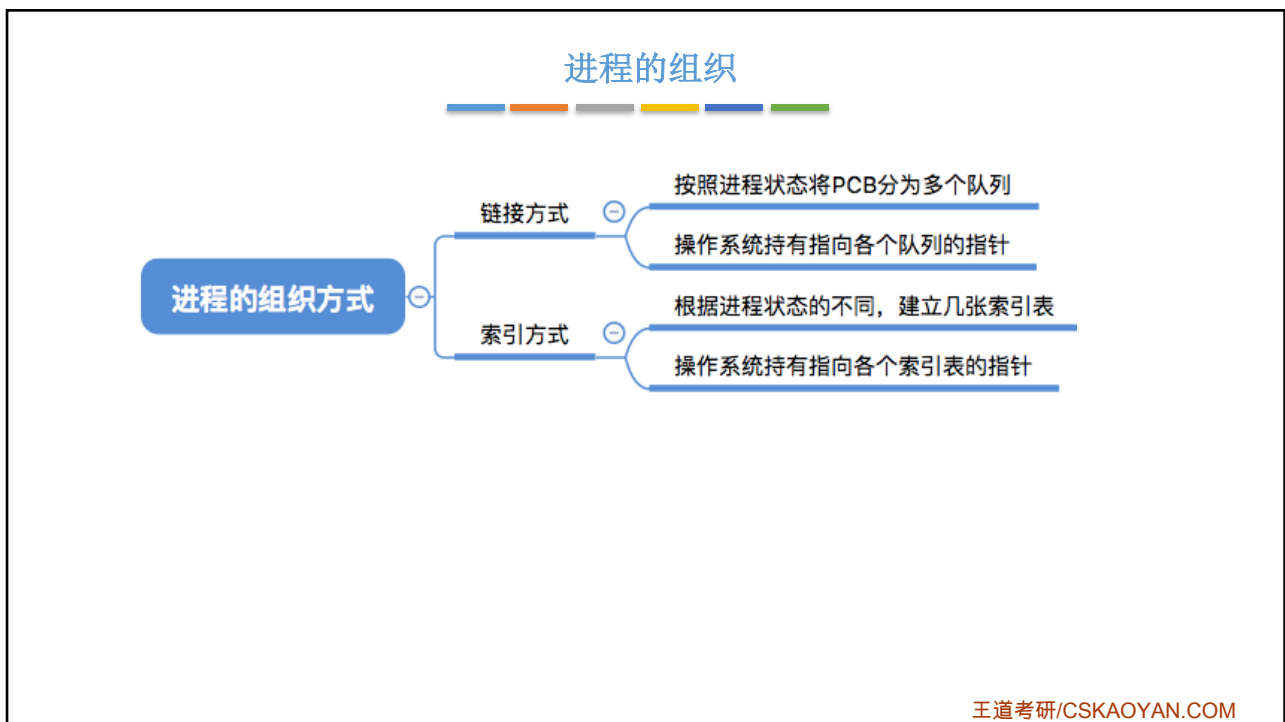 进程的组织
按照进程状态将PCB分为多个队列
链接方式
操作系统持有指向各个队列的指针
进程的组织方式
根据进程状态的不同，建立几张索引表
索引方式
操作系统持有指向各个索引表的指针
王道考研/CSKAOYAN.COM